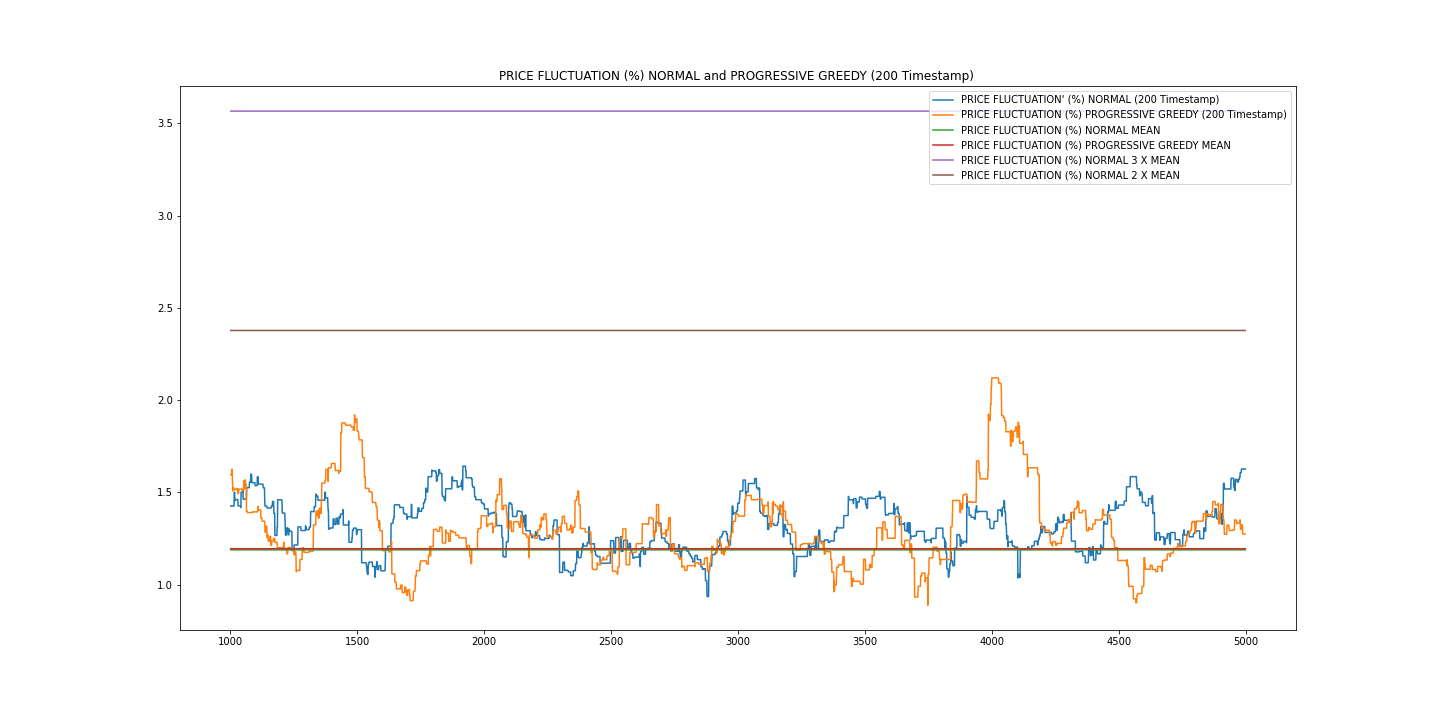 PRICE FLUCTUATION (%) NORMAL and PROGRESSIVE GREEDY (200 Timestamp)
PRICE FLUCTUATION' (%) NORMAL (200 Timestamp)
PRICE FLUCTUATION (%) PROGRESSIVE GREEDY (200 Timestamp)
PRICE FLUCTUATION (%) NORMAL MEAN
PRICE FLUCTUATION (%) PROGRESSIVE GREEDY MEAN
PRICE FLUCTUATION (%) NORMAL 3 X MEAN
PRICE FLUCTUATION (%) NORMAL 2 X MEAN
3.5
3.0
2.5
2.0
1.5
1.0
1000 1500 2000 2500 3000 3500 4000 4500 5000